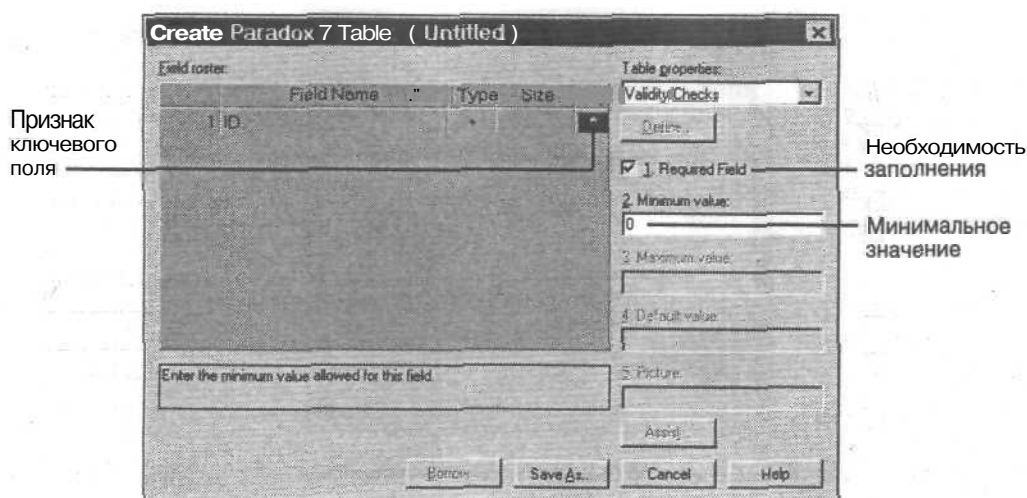 Create Paradox 7 Table ( Untitled )
Field roster:
Table properties:
Field Name Type Size
Validity Checks
1 ID + *
Define...
Признак
ключевого
поля
1. Required Field
Необходимость
заполнения
2. Minimum value:
0
Минимальное
значение
3. Maximum value:
4. Default value:
Enter the minimum value allowed for this field.
5. Picture:
Assist...
Borrow... Save As... Cancel Help